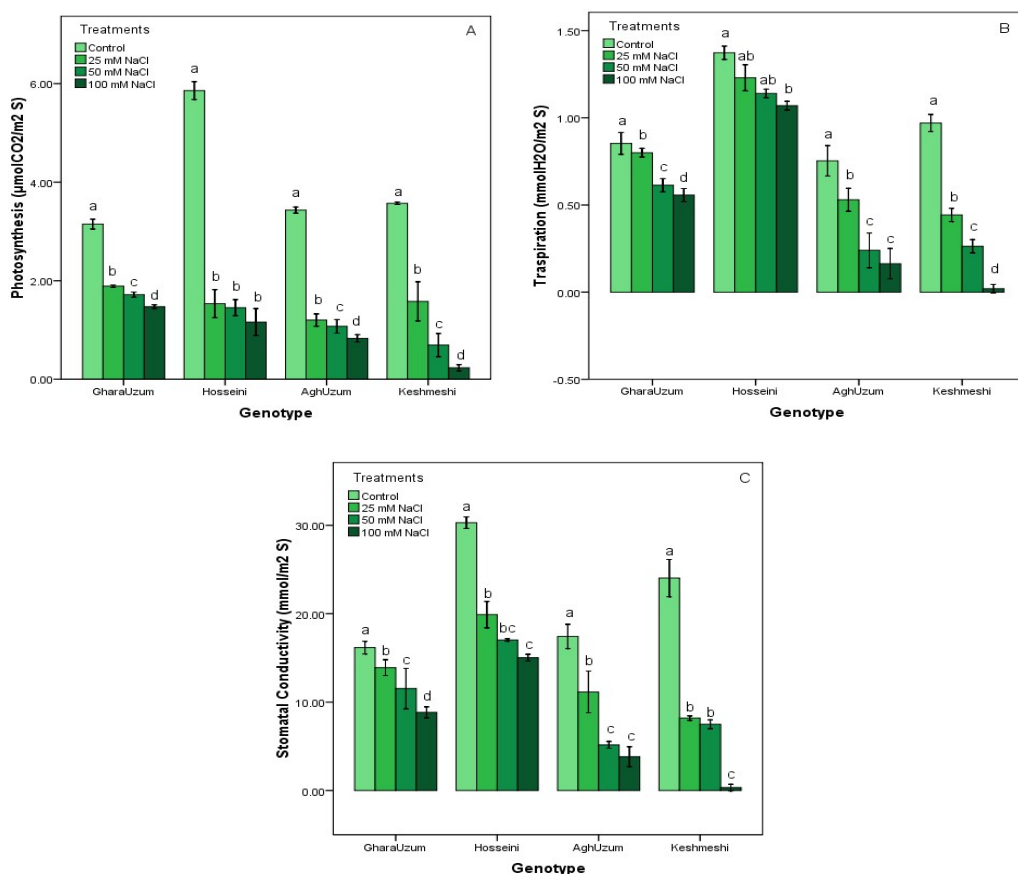 Treatments
A
Control
25 mM NaCl
50 mM NaCl
100 mM NaCl
Photosynthesis (µmolCO2/m2 S)
6.00
4.00
2.00
0.00
a
b
c
d
a
b
b
b
a
b
c
d
a
b
c
d
GharaUzum
Hosseini
AghUzum
Keshmeshi
Genotype
Treatments
B
Control
25 mM NaCl
50 mM NaCl
100 mM NaCl
Traspiration (mmolH2O/m2 S)
1.50
1.00
0.50
0.00
-0.50
a
b
c
d
a
ab
ab
b
a
b
c
c
a
b
c
d
GharaUzum
Hosseini
AghUzum
Keshmeshi
Genotype
Treatments
C
Control
25 mM NaCl
50 mM NaCl
100 mM NaCl
Stomatal Conductivity (mmol/m2 S)
30.00
20.00
10.00
0.00
a
b
c
d
a
b
bc
c
a
b
c
c
a
b
b
c
GharaUzum
Hosseini
AghUzum
Keshmeshi
Genotype